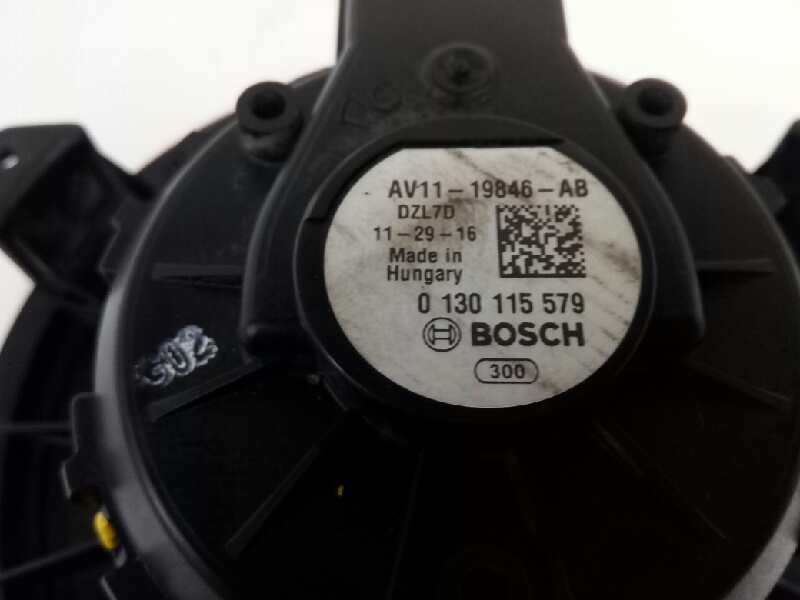 AV11-19846-AB
DZL7D
11-29-16
Made in
Hungary
0 130 115 579
BOSCH
300